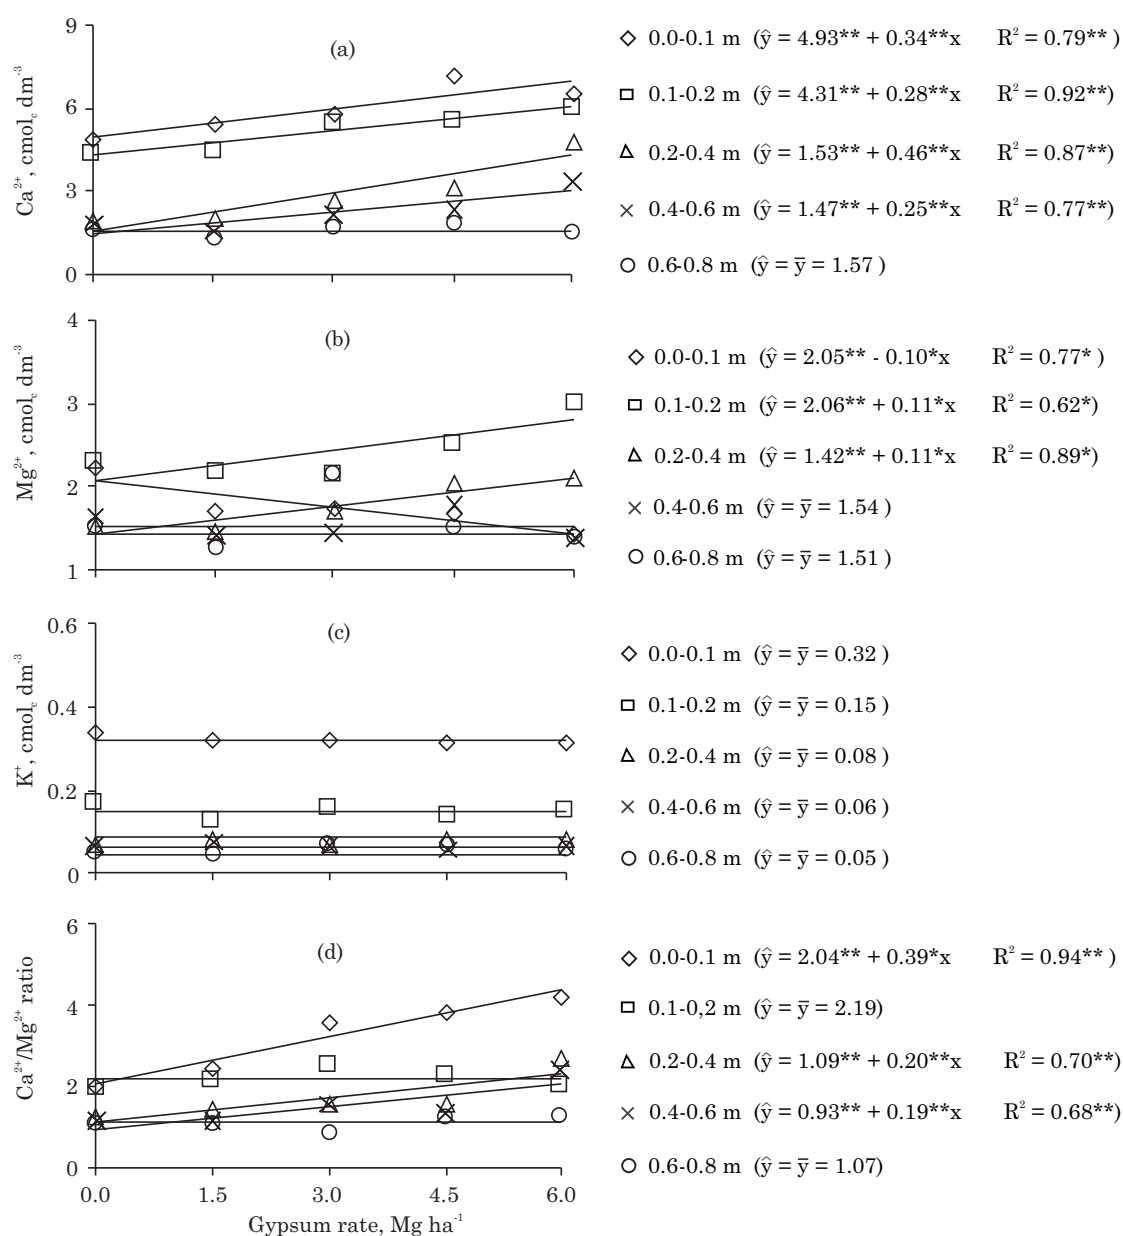 9
6
3
0
Ca²⁺, cmol_c dm⁻³
(a)
0.0-0.1 m (ŷ = 4.93** + 0.34**x R² = 0.79** )
0.1-0.2 m (ŷ = 4.31** + 0.28**x R² = 0.92**)
0.2-0.4 m (ŷ = 1.53** + 0.46**x R² = 0.87**)
0.4-0.6 m (ŷ = 1.47** + 0.25**x R² = 0.77**)
0.6-0.8 m (ŷ = y̅ = 1.57 )
4
3
2
1
Mg²⁺, cmol_c dm⁻³
(b)
0.0-0.1 m (ŷ = 2.05** - 0.10*x R² = 0.77* )
0.1-0.2 m (ŷ = 2.06** + 0.11*x R² = 0.62*)
0.2-0.4 m (ŷ = 1.42** + 0.11*x R² = 0.89*)
0.4-0.6 m (ŷ = y̅ = 1.54 )
0.6-0.8 m (ŷ = y̅ = 1.51 )
0.6
0.4
0.2
0
K⁺, cmol_c dm⁻³
(c)
0.0-0.1 m (ŷ = y̅ = 0.32 )
0.1-0.2 m (ŷ = y̅ = 0.15 )
0.2-0.4 m (ŷ = y̅ = 0.08 )
0.4-0.6 m (ŷ = y̅ = 0.06 )
0.6-0.8 m (ŷ = y̅ = 0.05 )
6
4
2
0
Ca²⁺/Mg²⁺ ratio
(d)
0.0-0.1 m (ŷ = 2.04** + 0.39*x R² = 0.94** )
0.1-0,2 m (ŷ = y̅ = 2.19)
0.2-0.4 m (ŷ = 1.09** + 0.20**x R² = 0.70**)
0.4-0.6 m (ŷ = 0.93** + 0.19**x R² = 0.68**)
0.6-0.8 m (ŷ = y̅ = 1.07)
0.0 1.5 3.0 4.5 6.0
Gypsum rate, Mg ha⁻¹